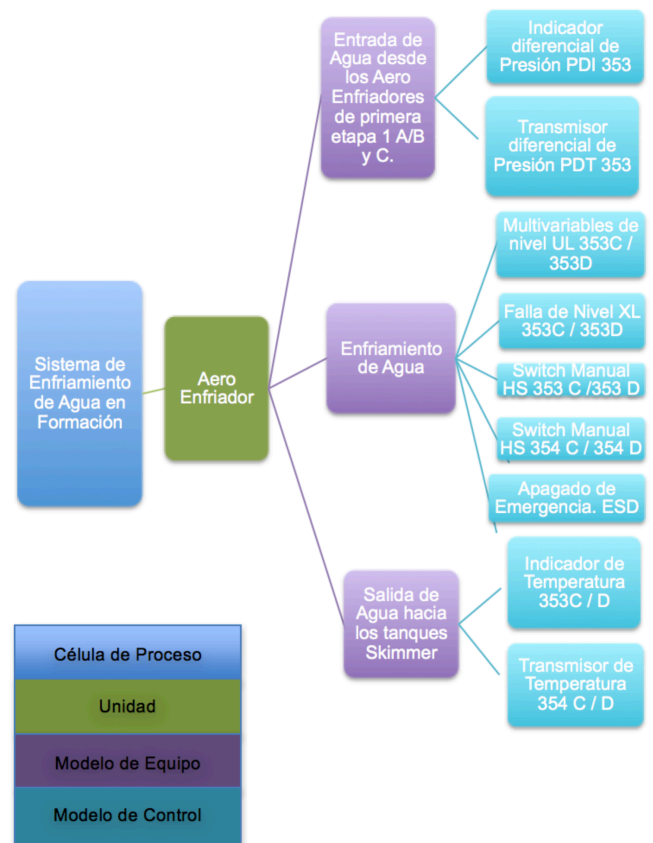 Sistema de
Enfriamiento
de Agua en
Formación
Aero
Enfriador
Entrada de
Agua desde
los Aero
Enfriadores
de primera
etapa 1 A/B
y C.
Indicador
diferencial de
Presión PDI 353
Transmisor
diferencial de
Presión PDT 353
Enfriamiento
de Agua
Multivariables de
nivel UL 353C /
353D
Falla de Nivel XL
353C / 353D
Switch Manual
HS 353 C /353 D
Switch Manual
HS 354 C / 354 D
Apagado de
Emergencia. ESD
Salida de
Agua hacia
los tanques
Skimmer
Indicador de
Temperatura
353C / D
Transmisor de
Temperatura
354 C / D
Célula de Proceso
Unidad
Modelo de Equipo
Modelo de Control